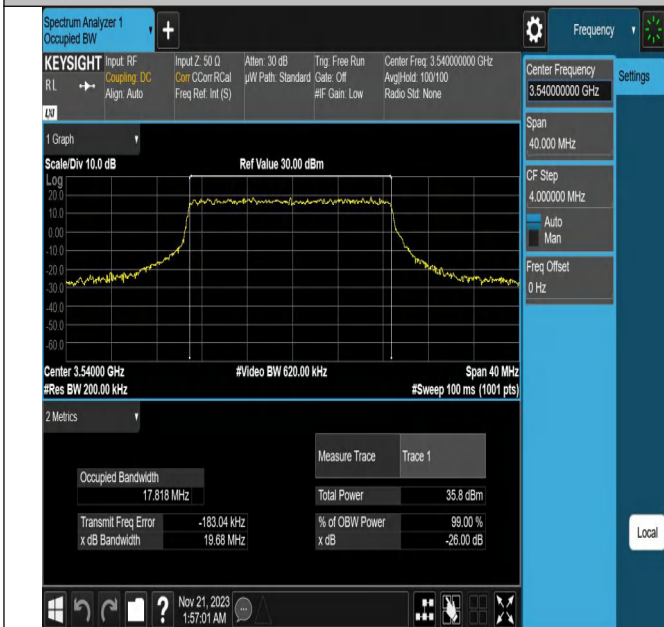 Spectrum Analyzer 1
Occupied BW
+
Frequency
KEYSIGHT
RL
LXI
Input: RF
Coupling: DC
Align: Auto
Input Z: 50 Ω
Corr CCorr RCal
Freq Ref: Int (S)
Atten: 30 dB
µW Path: Standard
Trig: Free Run
Gate: Off
#IF Gain: Low
Center Freq: 3.540000000 GHz
Avg|Hold: 100/100
Radio Std: None
Center Frequency
3.540000000 GHz
Settings
Span
40.000 MHz
CF Step
4.000000 MHz
Auto
Man
Freq Offset
0 Hz
1 Graph
Scale/Div 10.0 dB
Ref Value 30.00 dBm
Log
20.0
10.0
0.00
-10.0
-20.0
-30.0
-40.0
-50.0
-60.0
Center 3.54000 GHz
#Video BW 620.00 kHz
Span 40 MHz
#Res BW 200.00 kHz
#Sweep 100 ms (1001 pts)
2 Metrics
Measure Trace
Trace 1
Occupied Bandwidth
17.818 MHz
Total Power
35.8 dBm
Transmit Freq Error
-183.04 kHz
% of OBW Power
99.00 %
x dB Bandwidth
19.68 MHz
x dB
-26.00 dB
Local
?
Nov 21, 2023
1:57:01 AM